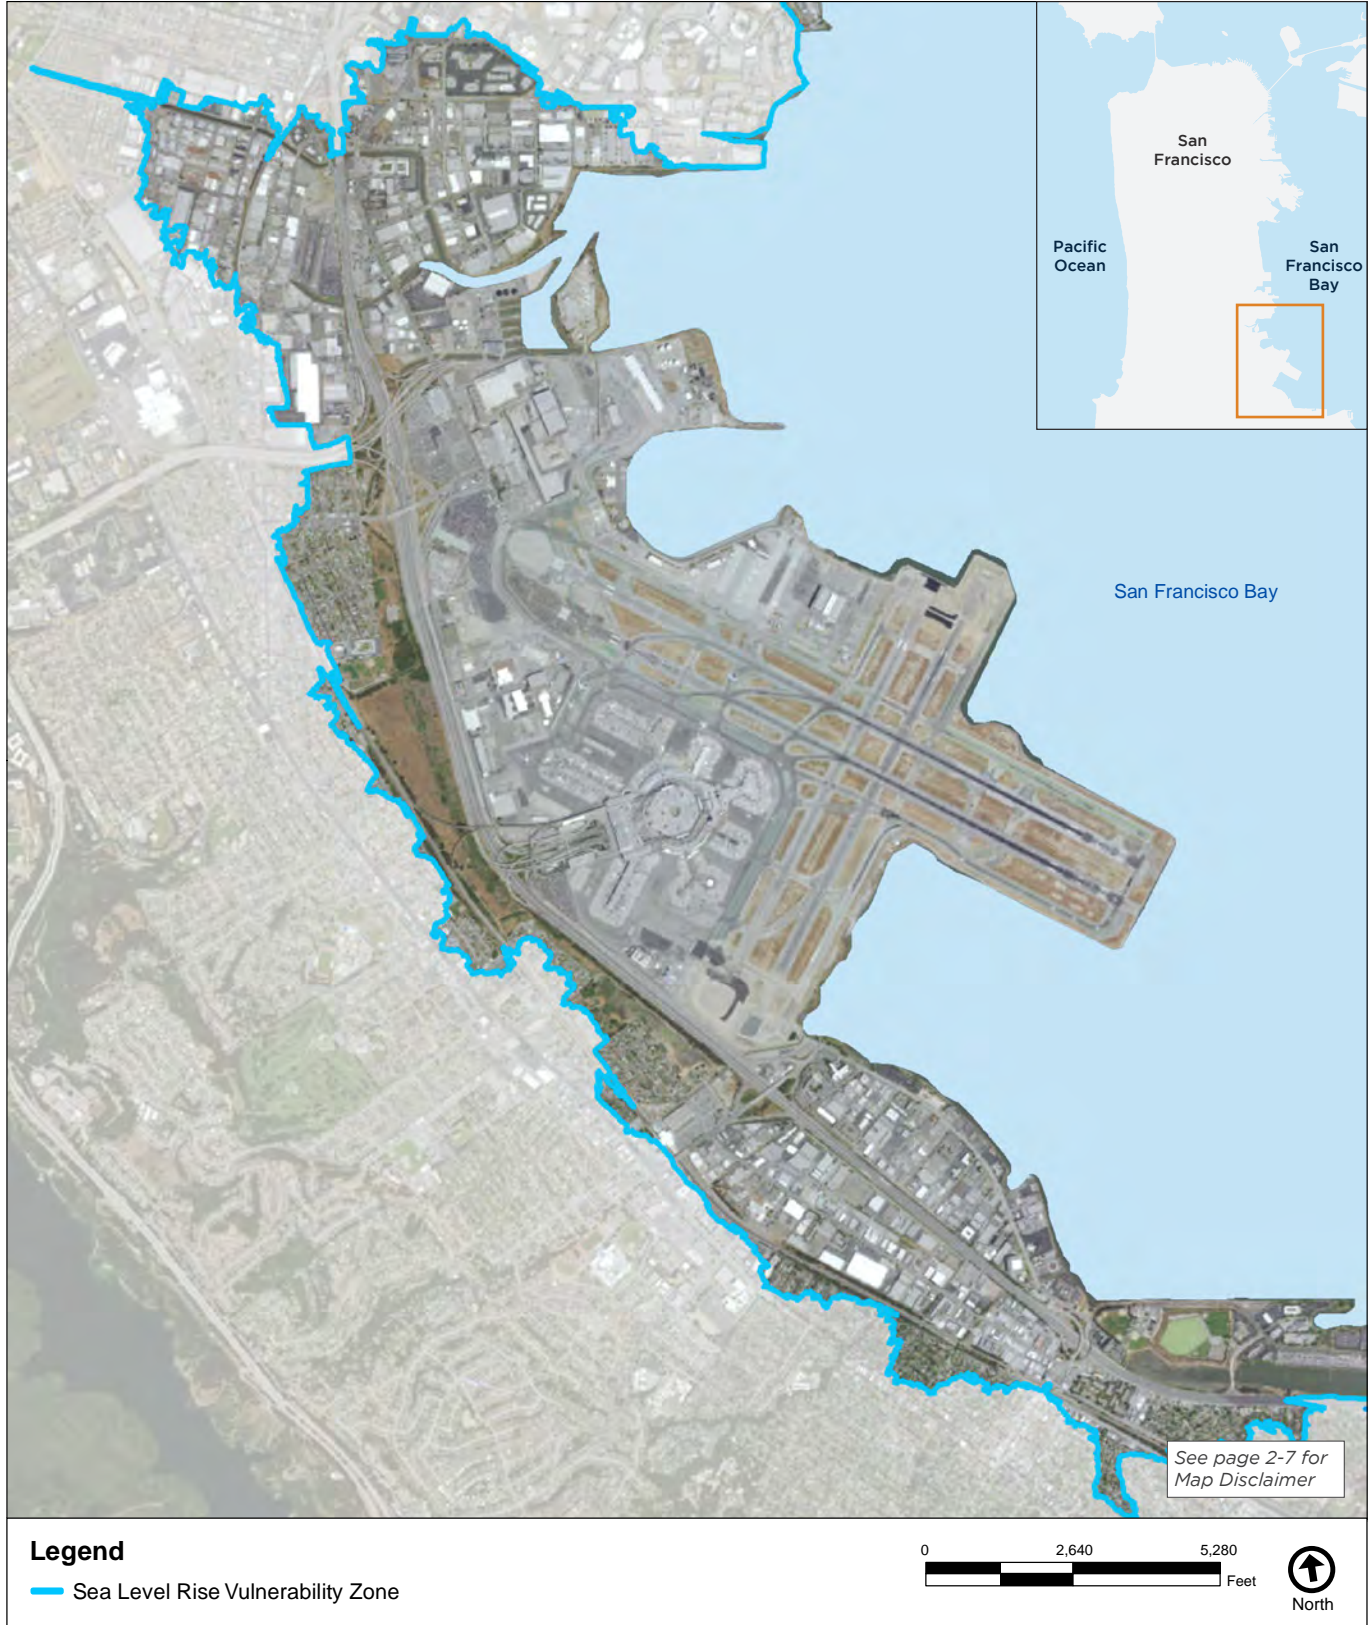 San
Francisco
Pacific
Ocean
San
Francisco
Bay
San Francisco Bay
See page 2-7 for
Map Disclaimer
Legend
Sea Level Rise Vulnerability Zone
0 2,640 5,280
Feet
North